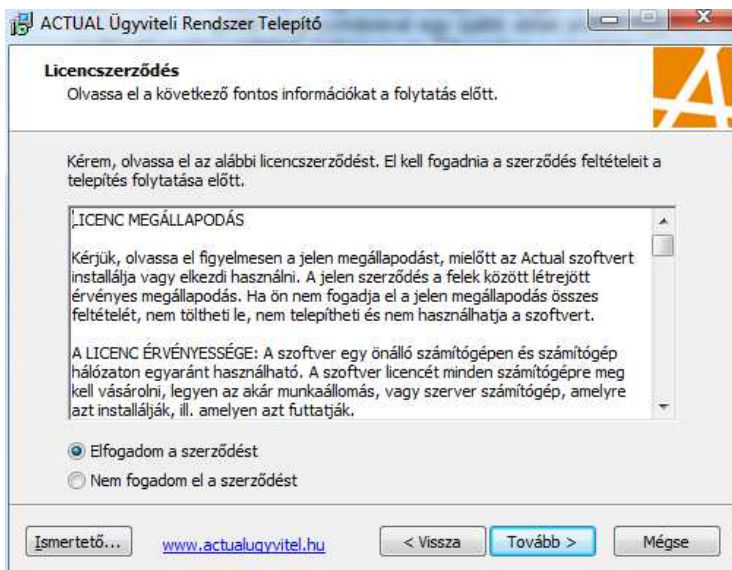 ACTUAL Ügyviteli Rendszer Telepítő
Licencszerződés
Olvassa el a következő fontos információkat a folytatás előtt.
Kérem, olvassa el az alábbi licencszerződést. El kell fogadnia a szerződés feltételeit a
telepítés folytatása előtt.
LICENC MEGÁLLAPODÁS
Kérjük, olvassa el figyelmesen a jelen megállapodást, mielőtt az Actual szoftvert
installálja vagy elkezdi használni. A jelen szerződés a felek között létrejött
érvényes megállapodás. Ha ön nem fogadja el a jelen megállapodás összes
feltételét, nem töltheti le, nem telepítheti és nem használhatja a szoftvert.
A LICENC ÉRVÉNYESSÉGE: A szoftver egy önálló számítógépen és számítógép
hálózaton egyaránt használható. A szoftver licencét minden számítógépre meg
kell vásárolni, legyen az akár munkaállomás, vagy szerver számítógép, amelyre
azt installálják, ill. amelyen azt futtatják.
Elfogadom a szerződést
Nem fogadom el a szerződést
Ismertető... www.actualugyvitel.hu < Vissza Tovább > Mégse